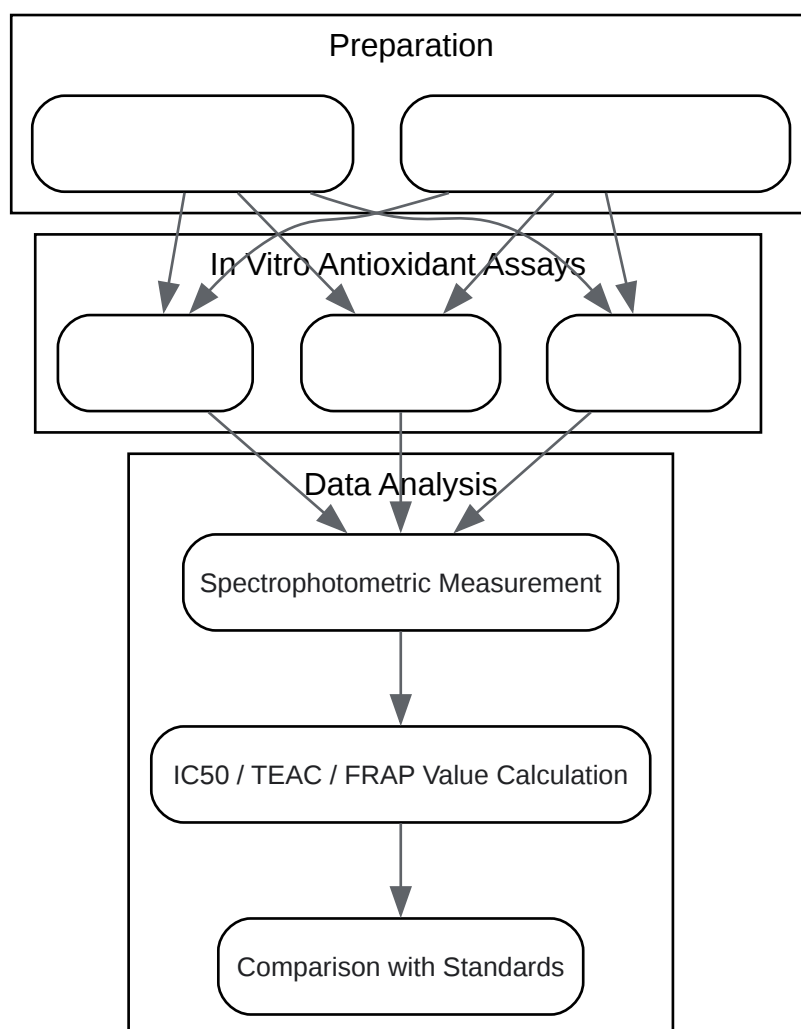 Preparation
In Vitro Antioxidant Assays
Data Analysis
Spectrophotometric Measurement
IC50 / TEAC / FRAP Value Calculation
Comparison with Standards